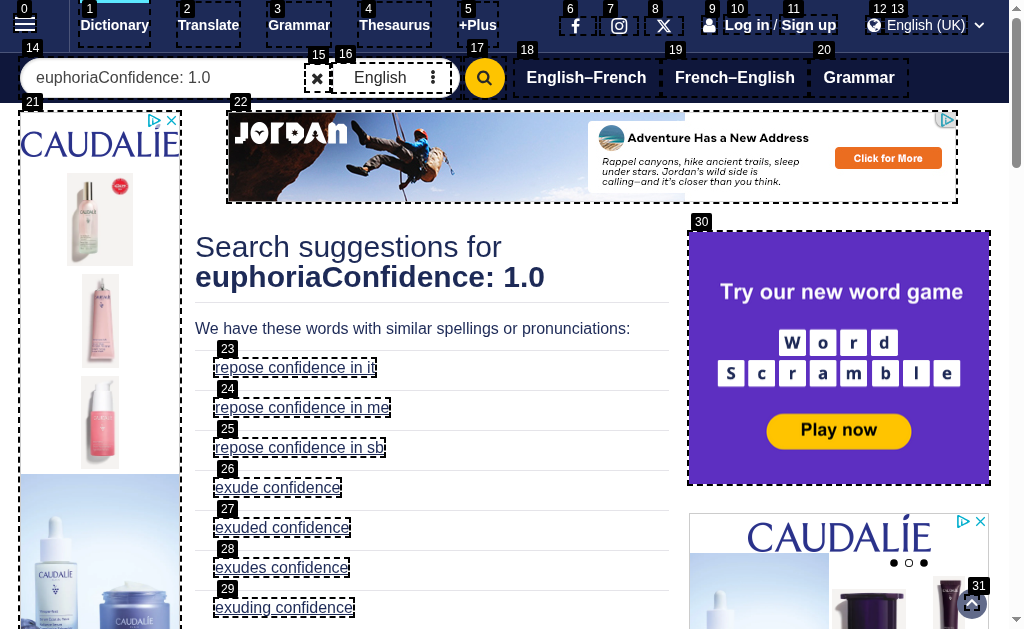 0
1
2
3
4
5
6
7
8
9
10
11
12
13
Dictionary
Translate
Grammar
Thesaurus
+Plus
Log in / Sign up
English (UK)
14
15
16
17
18
19
20
euphoriaConfidence: 1.0
English
English–French
French–English
Grammar
21
22
CAUDALÍE
JORDAN
Adventure Has a New Address
Rappel canyons, hike ancient trails, sleep
under stars. Jordan's wild side is
calling—and it's closer than you think.
Click for More
30
Search suggestions for
euphoriaConfidence: 1.0
We have these words with similar spellings or pronunciations:
23
repose confidence in it
24
repose confidence in me
25
repose confidence in sb
26
exude confidence
27
exuded confidence
28
exudes confidence
29
exuding confidence
Try our new word game
Word
Scramble
Play now
CAUDALÍE
31
CAUDALÍE
CAUDALÍE